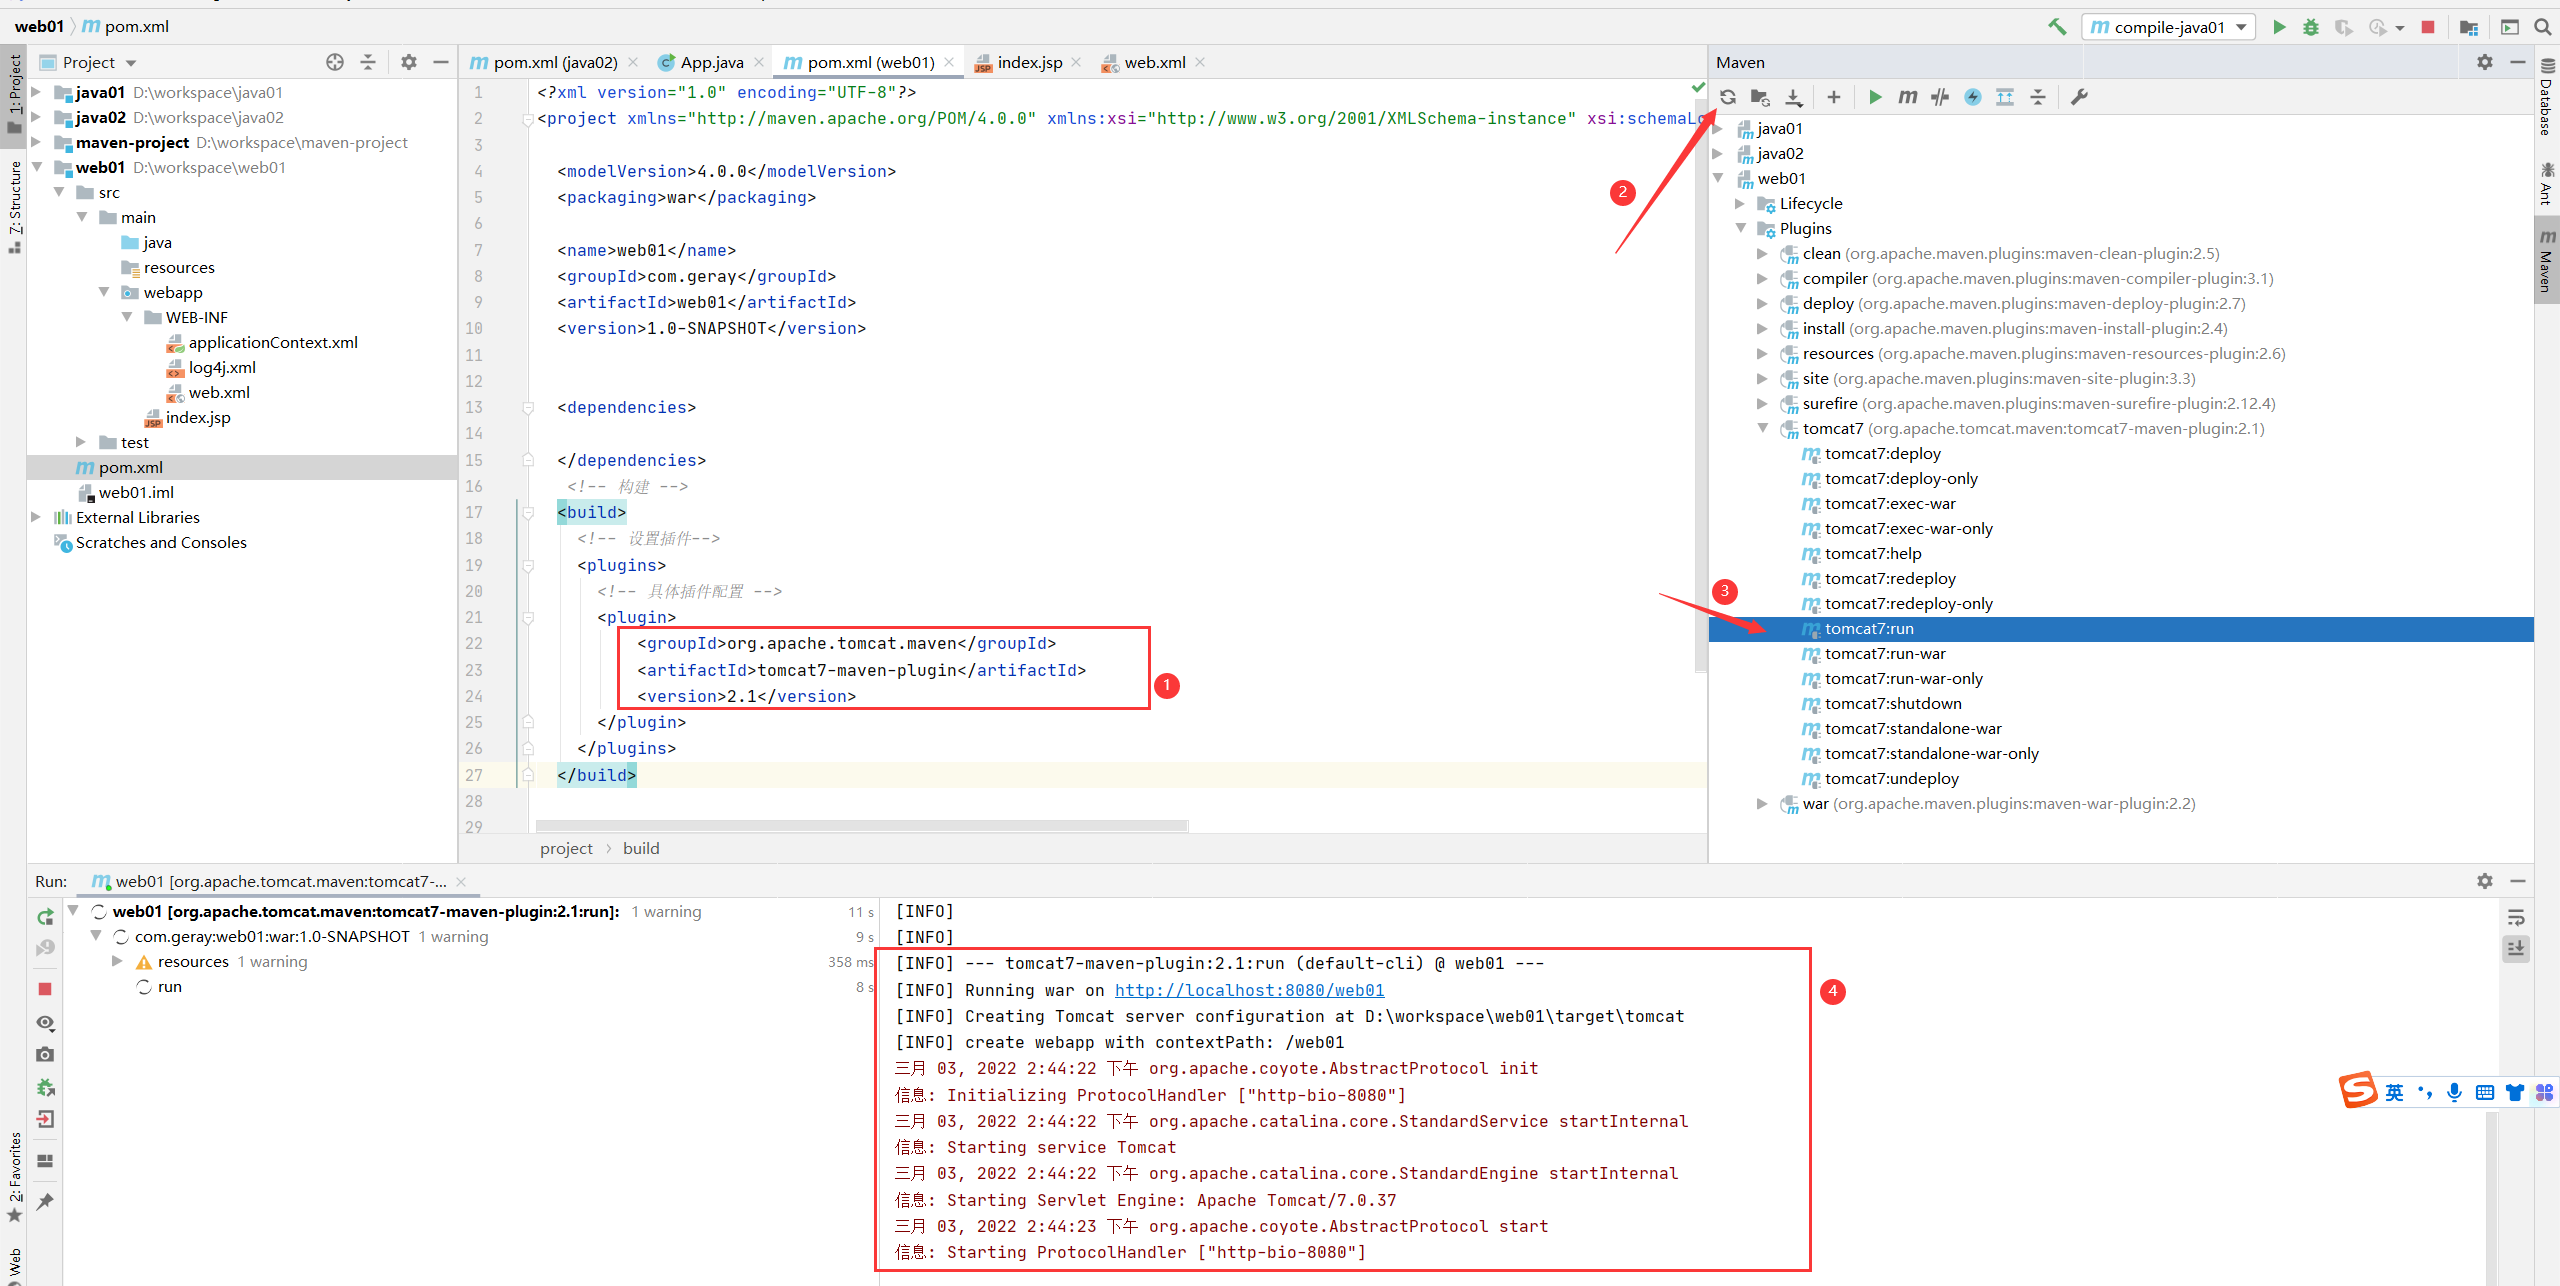 web01
pom.xml
compile-java01
1: Project
7: Structure
2: Favorites
Web
Project
java01 D:\workspace\java01
java02 D:\workspace\java02
maven-project D:\workspace\maven-project
web01 D:\workspace\web01
src
main
java
resources
webapp
WEB-INF
applicationContext.xml
log4j.xml
web.xml
index.jsp
test
pom.xml
web01.iml
External Libraries
Scratches and Consoles
pom.xml (java02)
App.java
pom.xml (web01)
index.jsp
web.xml
1 <?xml version="1.0" encoding="UTF-8"?>
2 <project xmlns="http://maven.apache.org/POM/4.0.0" xmlns:xsi="http://www.w3.org/2001/XMLSchema-instance" xsi:schemaLo
3
4 <modelVersion>4.0.0</modelVersion>
5 <packaging>war</packaging>
6
7 <name>web01</name>
8 <groupId>com.geray</groupId>
9 <artifactId>web01</artifactId>
10 <version>1.0-SNAPSHOT</version>
11
12
13 <dependencies>
14
15 </dependencies>
16 <!-- 构建 -->
17 <build>
18 <!-- 设置插件-->
19 <plugins>
20 <!-- 具体插件配置 -->
21 <plugin>
22 <groupId>org.apache.tomcat.maven</groupId>
23 <artifactId>tomcat7-maven-plugin</artifactId>
24 <version>2.1</version>
25 </plugin>
26 </plugins>
27 </build>
28
29
1
project
build
Maven
2
java01
java02
web01
Lifecycle
Plugins
clean (org.apache.maven.plugins:maven-clean-plugin:2.5)
compiler (org.apache.maven.plugins:maven-compiler-plugin:3.1)
deploy (org.apache.maven.plugins:maven-deploy-plugin:2.7)
install (org.apache.maven.plugins:maven-install-plugin:2.4)
resources (org.apache.maven.plugins:maven-resources-plugin:2.6)
site (org.apache.maven.plugins:maven-site-plugin:3.3)
surefire (org.apache.maven.plugins:maven-surefire-plugin:2.12.4)
tomcat7 (org.apache.tomcat.maven:tomcat7-maven-plugin:2.1)
tomcat7:deploy
tomcat7:deploy-only
tomcat7:exec-war
tomcat7:exec-war-only
tomcat7:help
tomcat7:redeploy
tomcat7:redeploy-only
3
tomcat7:run
tomcat7:run-war
tomcat7:run-war-only
tomcat7:shutdown
tomcat7:standalone-war
tomcat7:standalone-war-only
tomcat7:undeploy
war (org.apache.maven.plugins:maven-war-plugin:2.2)
Database
Ant
Maven
Run:
web01 [org.apache.tomcat.maven:tomcat7-...
web01 [org.apache.tomcat.maven:tomcat7-maven-plugin:2.1:run]: 1 warning 11 s
com.geray:web01:war:1.0-SNAPSHOT 1 warning 9 s
resources 1 warning 358 ms
run 8 s
[INFO]
[INFO]
[INFO] --- tomcat7-maven-plugin:2.1:run (default-cli) @ web01 ---
[INFO] Running war on http://localhost:8080/web01
[INFO] Creating Tomcat server configuration at D:\workspace\web01\target\tomcat
[INFO] create webapp with contextPath: /web01
三月 03, 2022 2:44:22 下午 org.apache.coyote.AbstractProtocol init
信息: Initializing ProtocolHandler ["http-bio-8080"]
三月 03, 2022 2:44:22 下午 org.apache.catalina.core.StandardService startInternal
信息: Starting service Tomcat
三月 03, 2022 2:44:22 下午 org.apache.catalina.core.StandardEngine startInternal
信息: Starting Servlet Engine: Apache Tomcat/7.0.37
三月 03, 2022 2:44:23 下午 org.apache.coyote.AbstractProtocol start
信息: Starting ProtocolHandler ["http-bio-8080"]
4
英